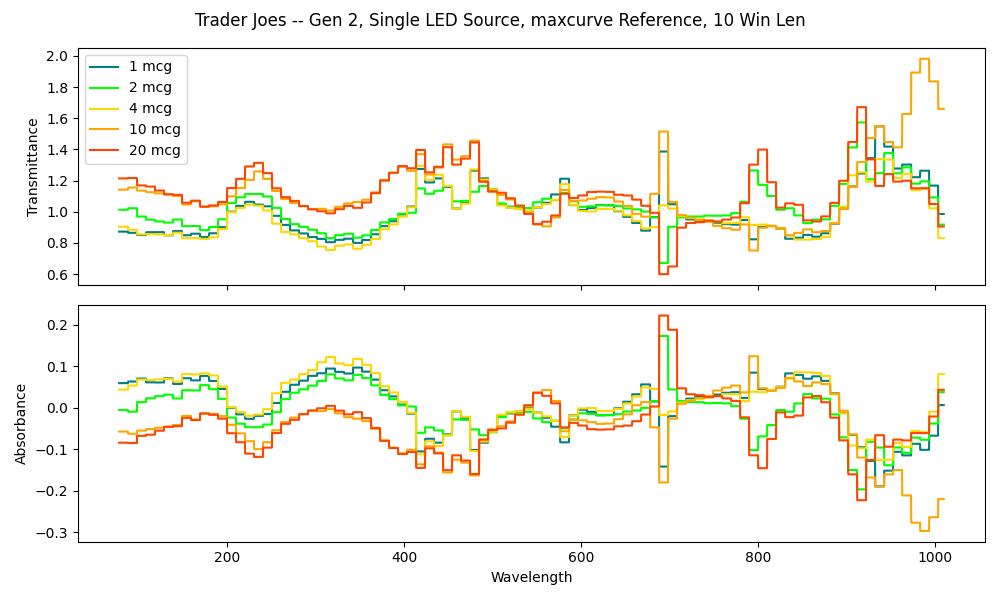 Trader Joes -- Gen 2, Single LED Source, maxcurve Reference, 10 Win Len
2.0
1.8
1.6
1.4
1.2
1.0
0.8
0.6
Transmittance
1 mcg
2 mcg
4 mcg
10 mcg
20 mcg
0.2
0.1
0.0
−0.1
−0.2
−0.3
Absorbance
200
400
600
800
1000
Wavelength